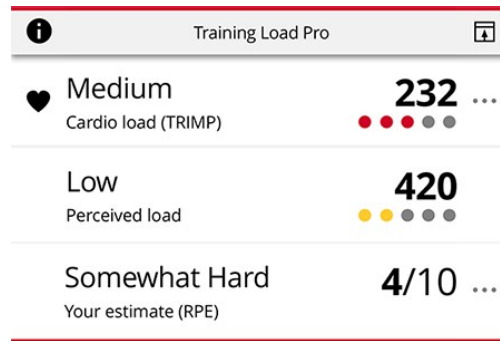 Training Load Pro
Medium 232
Cardio load (TRIMP)
Low 420
Perceived load
Somewhat Hard 4/10
Your estimate (RPE)